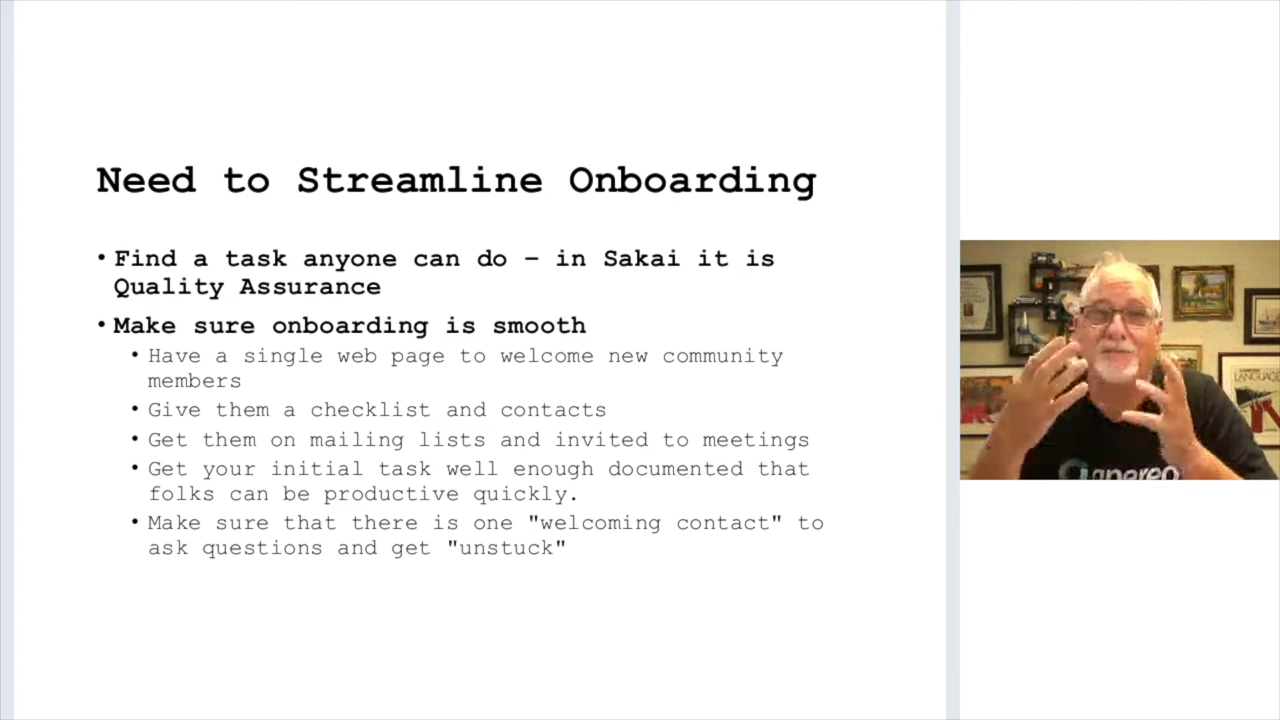 Need to Streamline Onboarding
• Find a task anyone can do – in Sakai it is
Quality Assurance
• Make sure onboarding is smooth
• Have a single web page to welcome new community
members
• Give them a checklist and contacts
• Get them on mailing lists and invited to meetings
• Get your initial task well enough documented that
folks can be productive quickly.
• Make sure that there is one "welcoming contact" to
ask questions and get "unstuck"
LANGUAGE
apereo